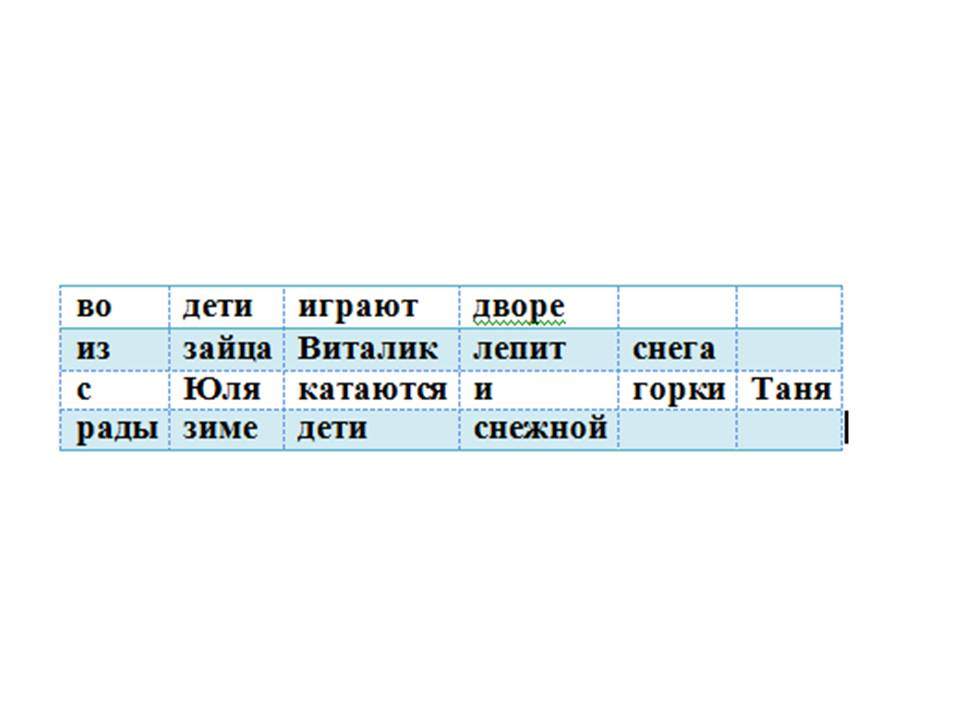 во дети играют дворе
из зайца Виталик лепит снега
с Юля катаются и горки Таня
рады зиме дети снежной